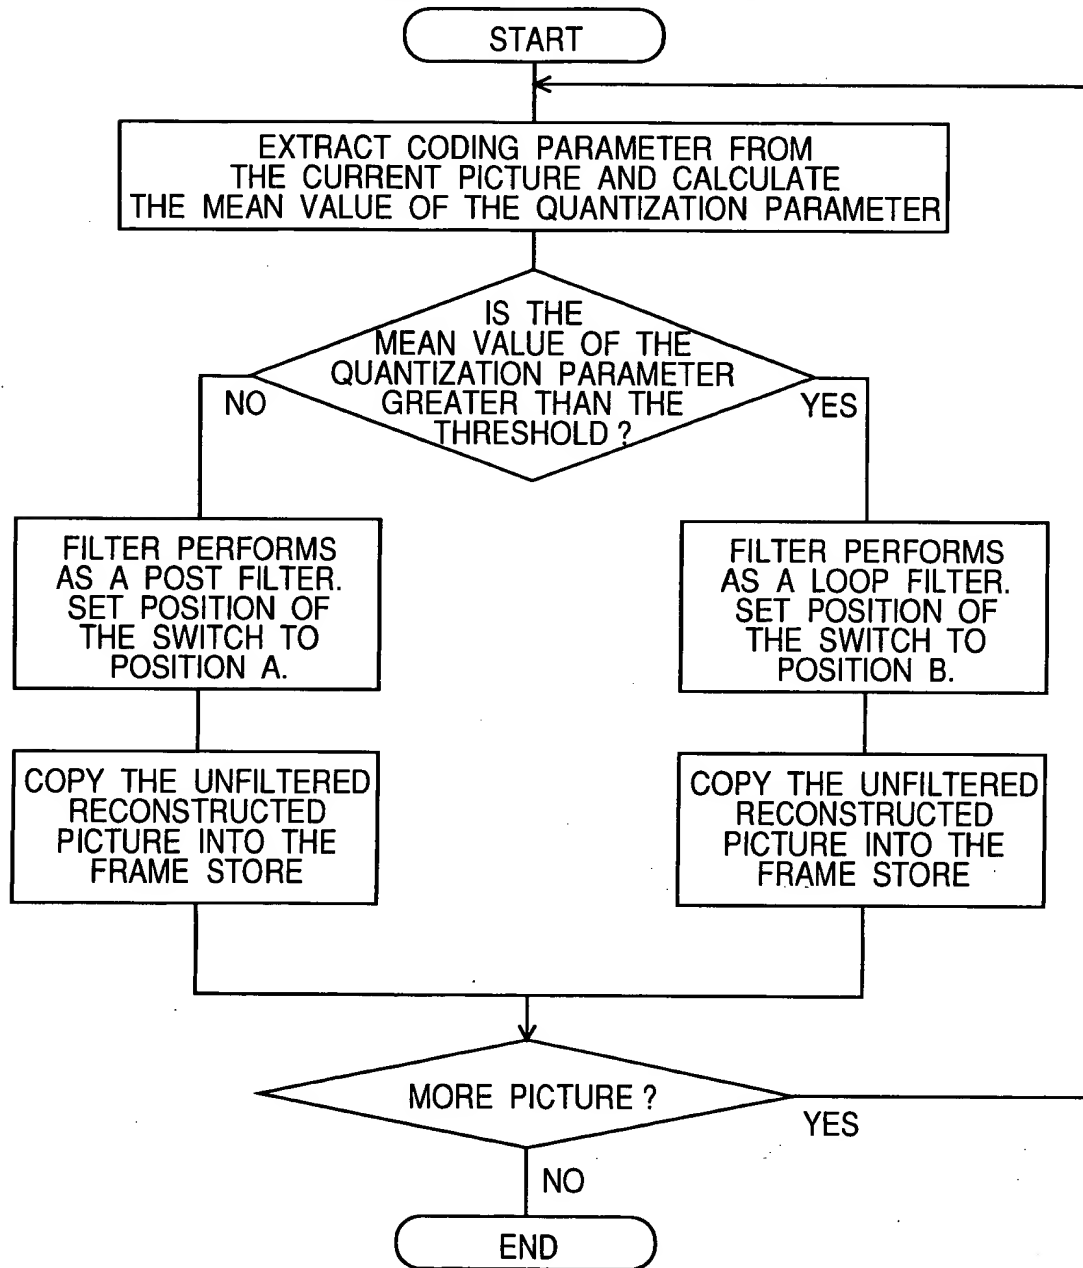 START
EXTRACT CODING PARAMETER FROM
THE CURRENT PICTURE AND CALCULATE
THE MEAN VALUE OF THE QUANTIZATION PARAMETER
IS THE
MEAN VALUE OF THE
QUANTIZATION PARAMETER
GREATER THAN THE
THRESHOLD ?
NO
YES
FILTER PERFORMS
AS A POST FILTER.
SET POSITION OF
THE SWITCH TO
POSITION A.
FILTER PERFORMS
AS A LOOP FILTER.
SET POSITION OF
THE SWITCH TO
POSITION B.
COPY THE UNFILTERED
RECONSTRUCTED
PICTURE INTO THE
FRAME STORE
COPY THE UNFILTERED
RECONSTRUCTED
PICTURE INTO THE
FRAME STORE
MORE PICTURE ?
YES
NO
END